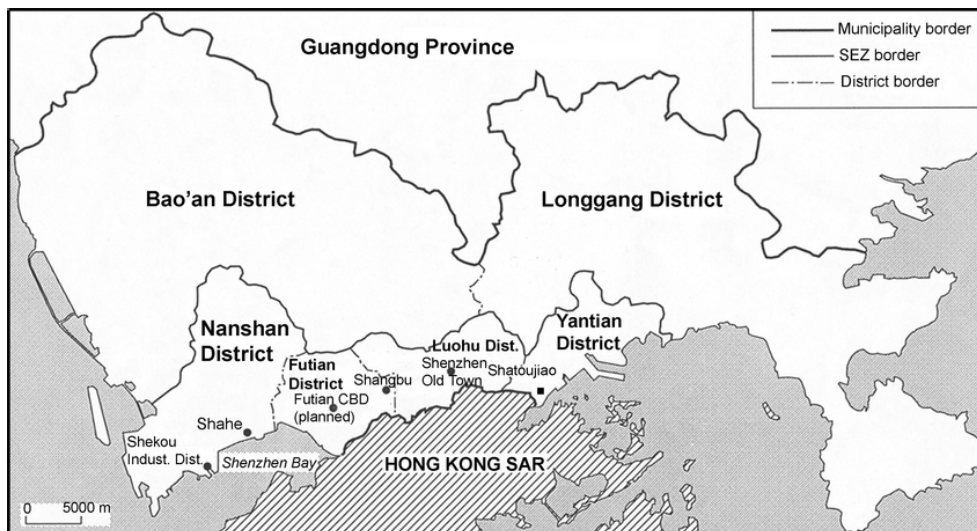 Guangdong Province
Municipality border
SEZ border
District border
Bao'an District
Longgang District
Nanshan
District
Luohu Dist.
Yantian
District
Futian
District
Shenzhen
Old Town
Shatoujiao
Shangbu
Futian CBD
(planned)
Shahe
Shekou
Indust. Dist.
Shenzhen Bay
HONG KONG SAR
0 5000 m